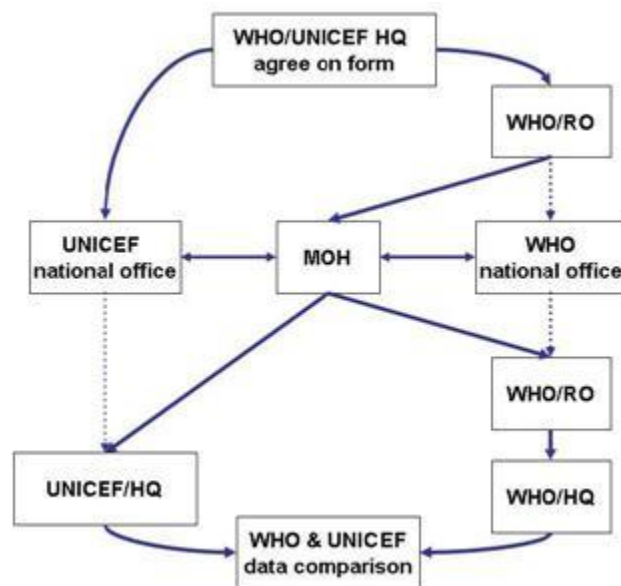 WHO/UNICEF HQ
agree on form
WHO/RO
UNICEF
national office
MOH
WHO
national office
WHO/RO
UNICEF/HQ
WHO/HQ
WHO & UNICEF
data comparison